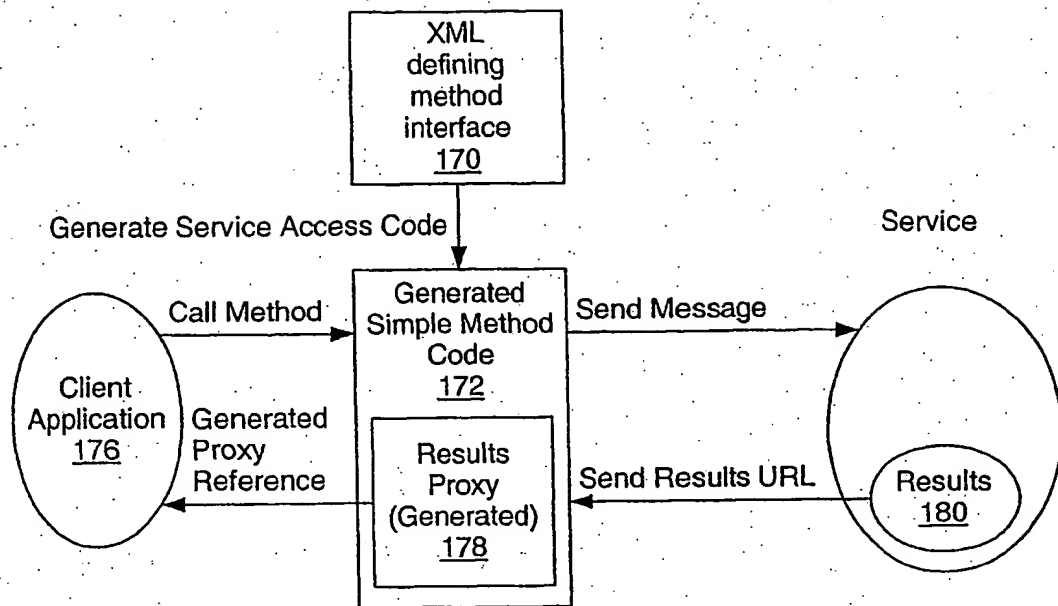 XML
defining
method
interface
170
Generate Service Access Code
Service
Call Method
Generated
Simple Method
Code
172
Send Message
Client
Application
176
Generated
Proxy
Reference
Results
Proxy
(Generated)
178
Send Results URL
Results
180